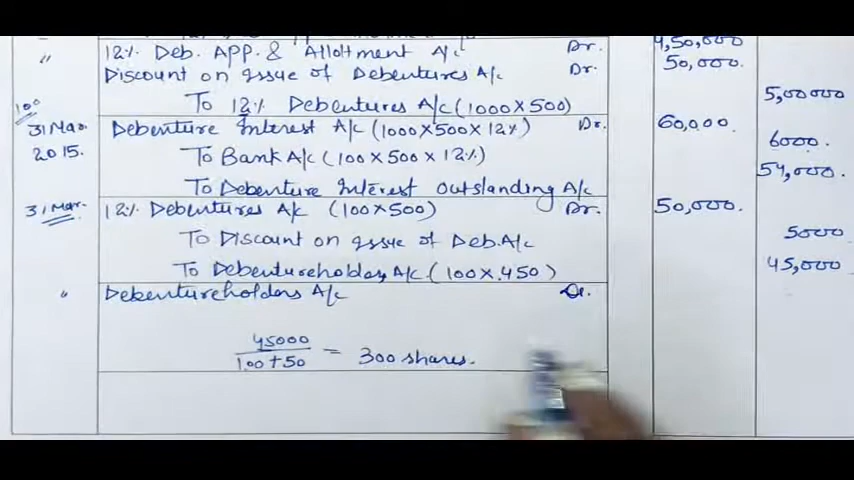 "
12% Deb. App. & Allotment A/c Dr. 4,50,000
Discount on issue of Debentures A/c Dr. 50,000.
To 12% Debentures A/c (1000×500) 5,00000
100
31 Mar. Debenture Interest A/c (1000×500×12%) Dr. 60,000.
2015. To Bank A/c (100×500×12%) 6000.
To Debenture Interest outstanding A/c 54,000.
31 Mar. 12% Debentures A/c (100×500) Dr. 50,000.
To Discount on issue of Deb. A/c 5000
To Debentureholders A/c (100×450) 45,000
" Debentureholders A/c Dr.
45000
100+50 = 300 shares.